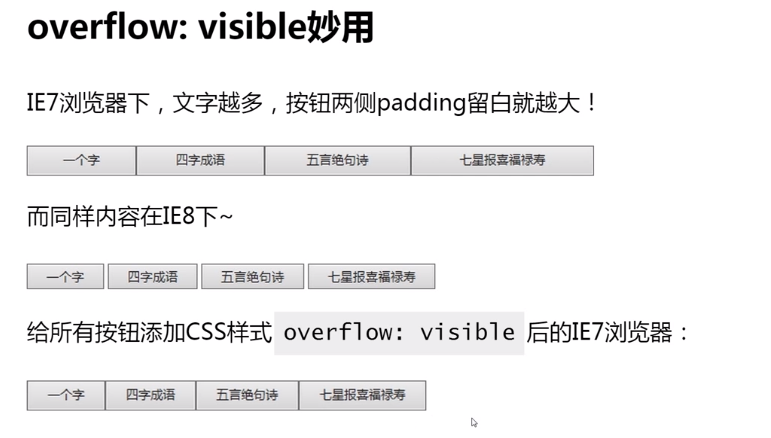 overflow: visible妙用
IE7浏览器下，文字越多，按钮两侧padding留白就越大！
一个字 四字成语 五言绝句诗 七星报喜福禄寿
而同样内容在IE8下~
一个字 四字成语 五言绝句诗 七星报喜福禄寿
给所有按钮添加CSS样式 overflow: visible 后的IE7浏览器：
一个字 四字成语 五言绝句诗 七星报喜福禄寿